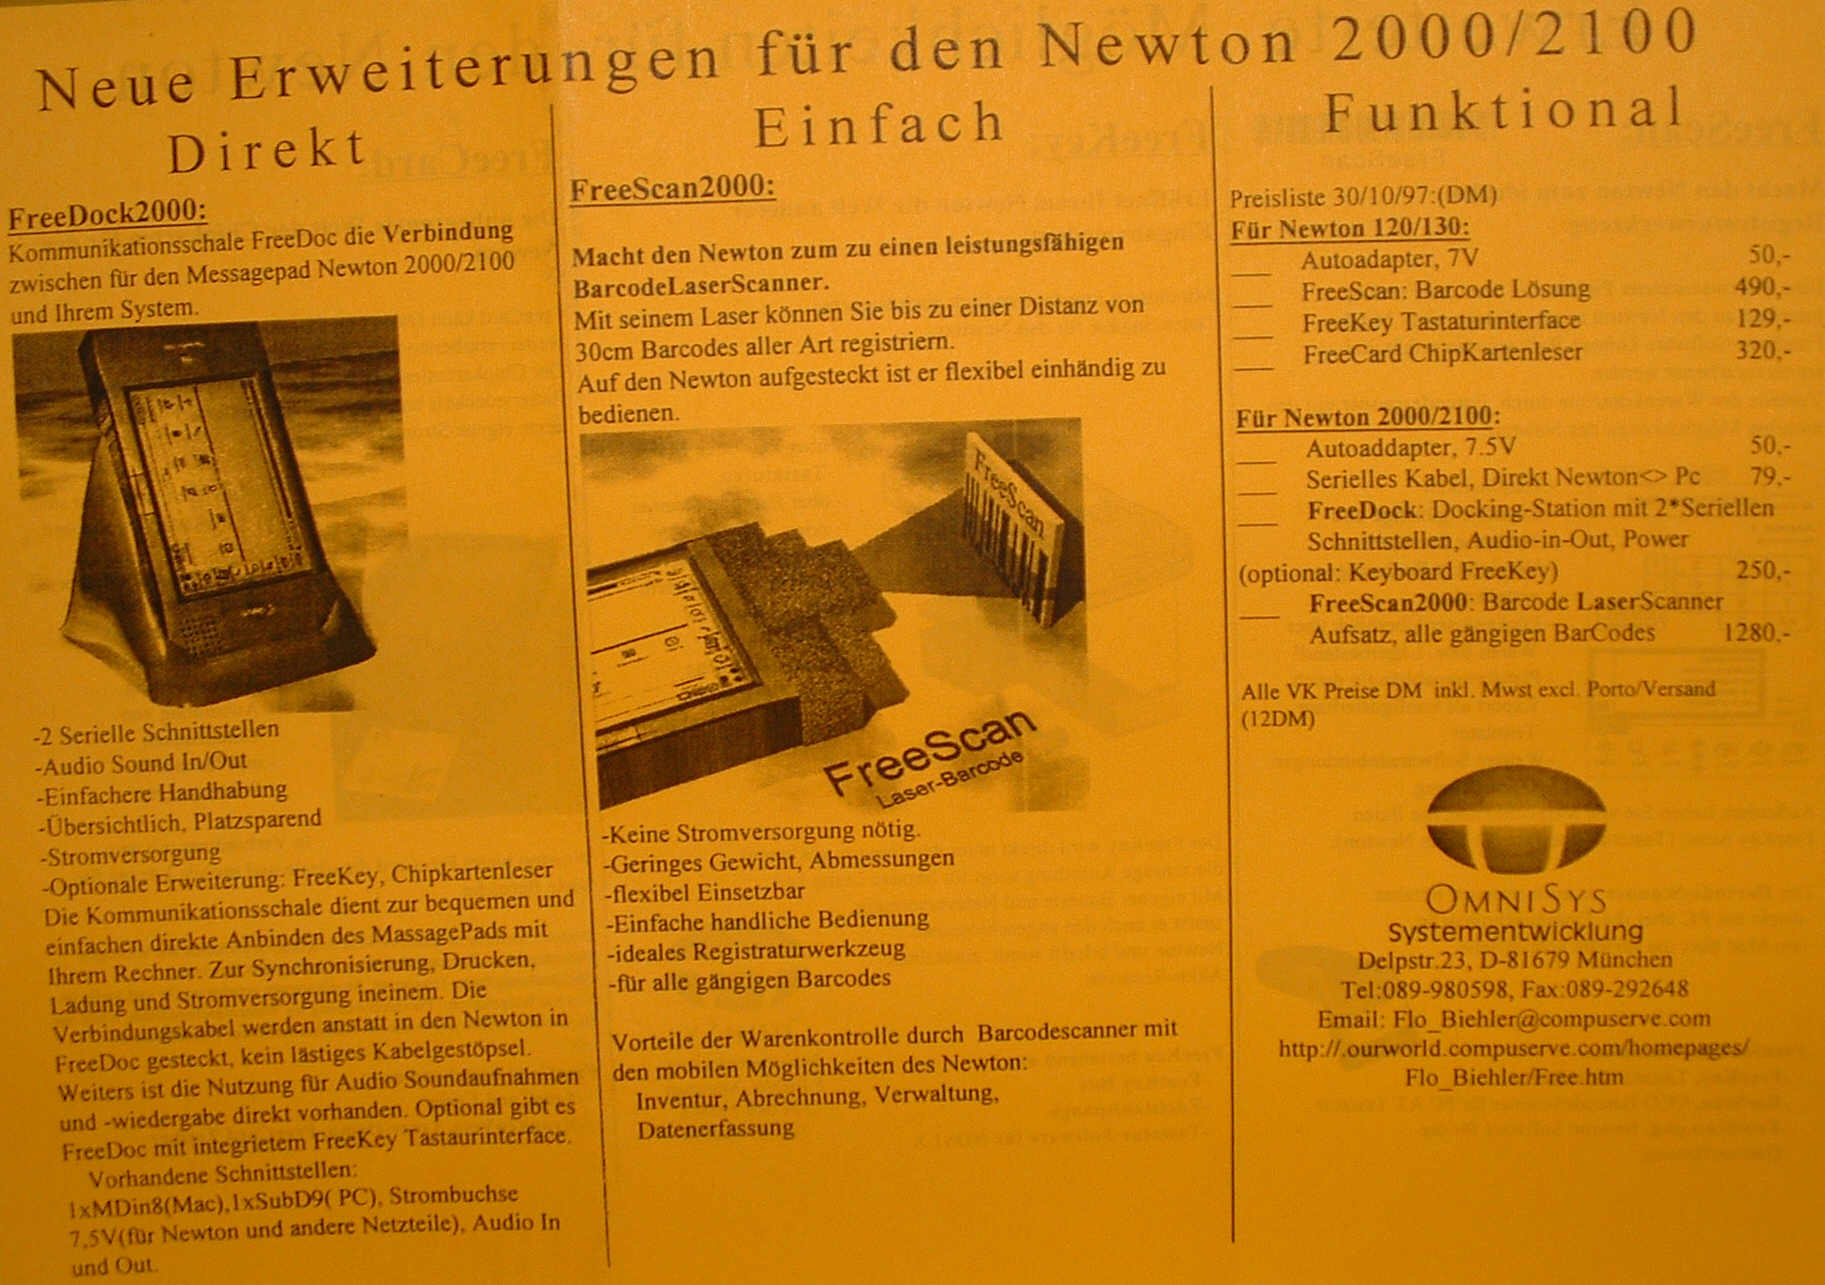 Neue Erweiterungen für den Newton 2000/2100
Direkt
Einfach
Funktional
FreeDock2000:
Kommunikationsschale FreeDoc die Verbindung
zwischen für den Messagepad Newton 2000/2100
und Ihrem System.
-2 Serielle Schnittstellen
-Audio Sound In/Out
-Einfachere Handhabung
-Übersichtlich, Platzsparend
-Stromversorgung
-Optionale Erweiterung: FreeKey, Chipkartenleser
Die Kommunikationsschale dient zur bequemen und
einfachen direkte Anbinden des MassagePads mit
Ihrem Rechner. Zur Synchronisierung, Drucken,
Ladung und Stromversorgung ineinem. Die
Verbindungskabel werden anstatt in den Newton in
FreeDoc gesteckt, kein lästiges Kabelgestöpsel.
Weiters ist die Nutzung für Audio Soundaufnahmen
und -wiedergabe direkt vorhanden. Optional gibt es
FreeDoc mit integrietem FreeKey Tastaurinterface.
Vorhandene Schnittstellen:
1xMDin8(Mac),1xSubD9( PC), Strombuchse
7,5V(für Newton und andere Netzteile), Audio In
und Out.
FreeScan2000:
Macht den Newton zum zu einen leistungsfähigen
BarcodeLaserScanner.
Mit seinem Laser können Sie bis zu einer Distanz von
30cm Barcodes aller Art registriern.
Auf den Newton aufgesteckt ist er flexibel einhändig zu
bedienen.
FreeScan
FreeScan
Laser-Barcode
-Keine Stromversorgung nötig.
-Geringes Gewicht, Abmessungen
-flexibel Einsetzbar
-Einfache handliche Bedienung
-ideales Registraturwerkzeug
-für alle gängigen Barcodes
Vorteile der Warenkontrolle durch Barcodescanner mit
den mobilen Möglichkeiten des Newton:
Inventur, Abrechnung, Verwaltung,
Datenerfassung
Preisliste 30/10/97:(DM)
Für Newton 120/130:
___ Autoadapter, 7V 50,-
___ FreeScan: Barcode Lösung 490,-
___ FreeKey Tastaturinterface 129,-
___ FreeCard ChipKartenleser 320,-
Für Newton 2000/2100:
___ Autoaddapter, 7.5V 50,-
___ Serielles Kabel, Direkt Newton<> Pc 79,-
___ FreeDock: Docking-Station mit 2*Seriellen
Schnittstellen, Audio-in-Out, Power
(optional: Keyboard FreeKey) 250,-
___ FreeScan2000: Barcode LaserScanner
Aufsatz, alle gängigen BarCodes 1280,-
Alle VK Preise DM inkl. Mwst excl. Porto/Versand
(12DM)
OMNISYS
Systementwicklung
Delpstr.23, D-81679 München
Tel:089-980598, Fax:089-292648
Email: Flo_Biehler@compuserve.com
http://.ourworld.compuserve.com/homepages/
Flo_Biehler/Free.htm